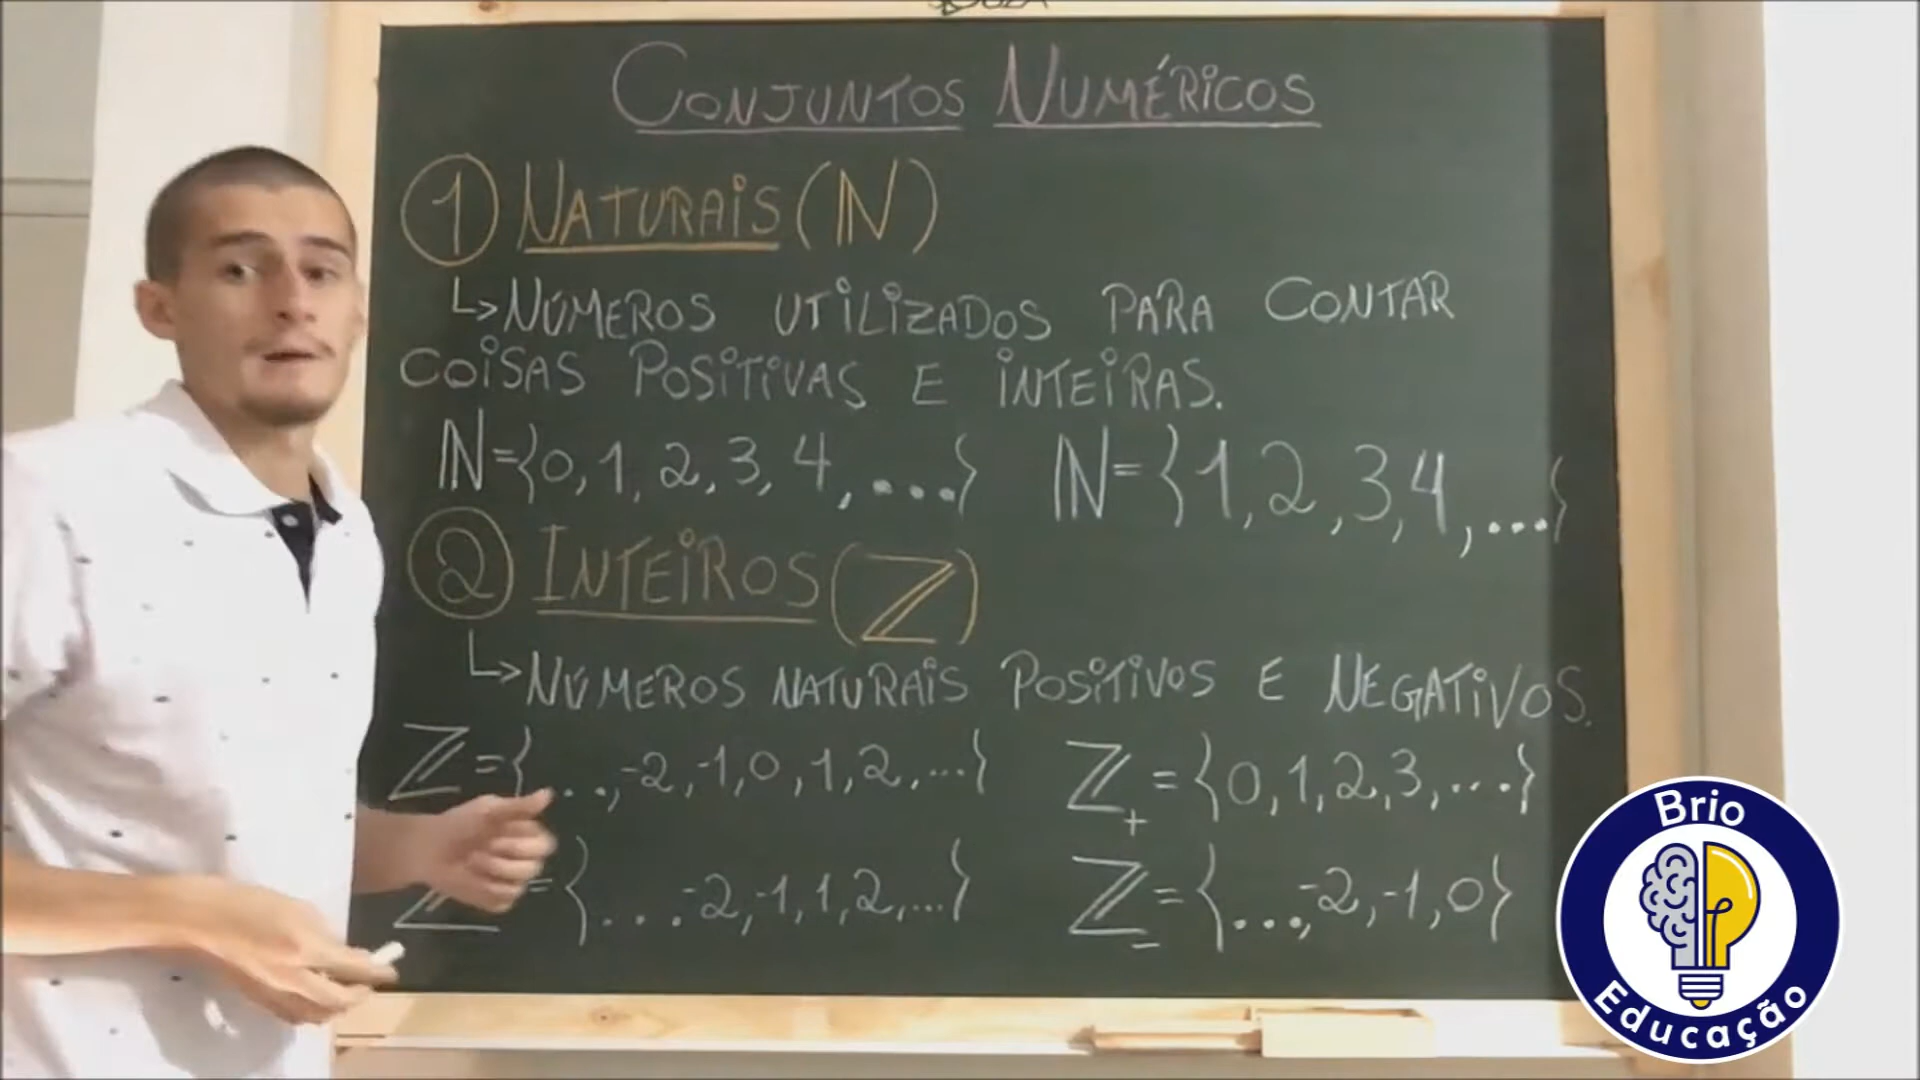 CONJUNTOS NUMÉRICOS
1 NATURAIS (ℕ)
↳ NÚMEROS UTILIZADOS PARA CONTAR
COISAS POSITIVAS E INTEIRAS.
ℕ={0,1,2,3,4,...} ℕ={1,2,3,4,...}
2 INTEIROS (ℤ)
↳ NÚMEROS NATURAIS POSITIVOS E NEGATIVOS.
ℤ={...,-2,-1,0,1,2,...} ℤ₊={0,1,2,3,...}
ℤ={...-2,-1,1,2,...} ℤ₋={...,-2,-1,0}
Brio
Educação